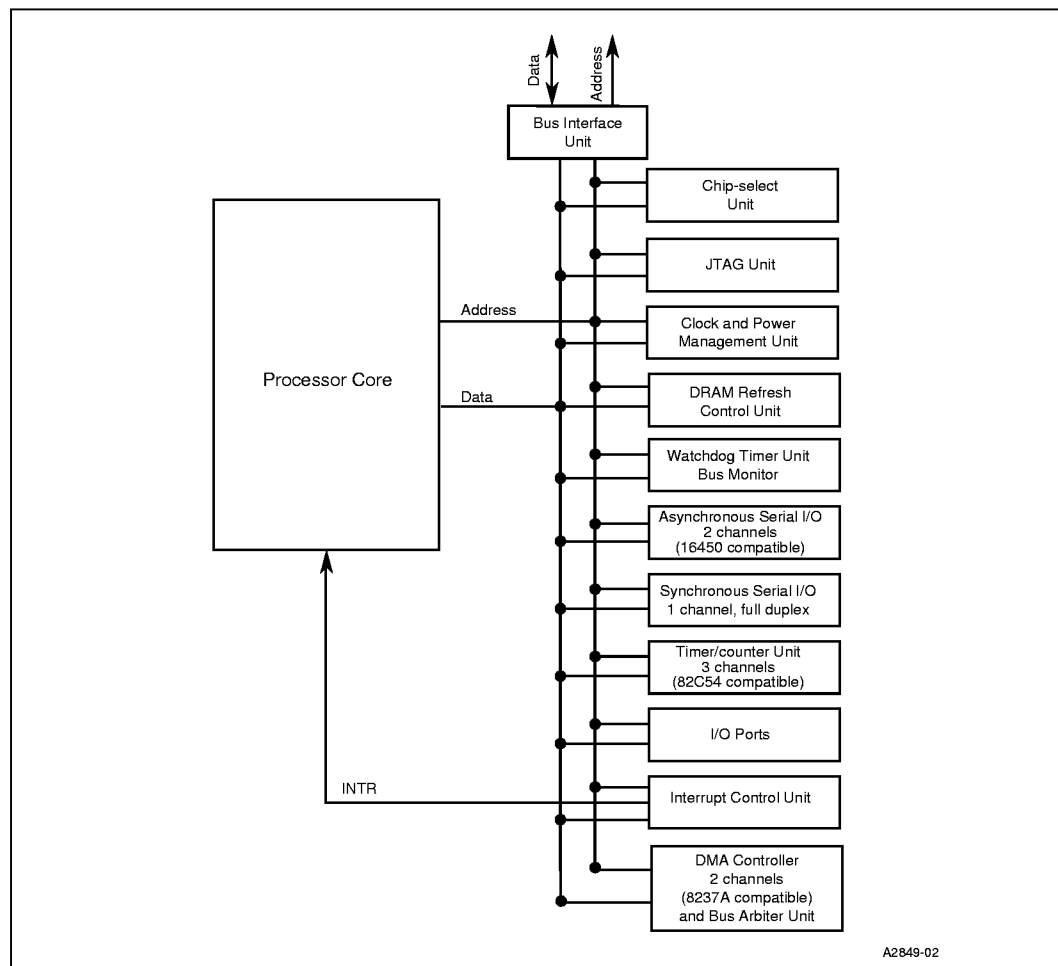 Data
Address
Bus Interface
Unit
Chip-select
Unit
JTAG Unit
Address
Clock and Power
Management Unit
Processor Core
Data
DRAM Refresh
Control Unit
Watchdog Timer Unit
Bus Monitor
Asynchronous Serial I/O
2 channels
(16450 compatible)
Synchronous Serial I/O
1 channel, full duplex
Timer/counter Unit
3 channels
(82C54 compatible)
I/O Ports
INTR
Interrupt Control Unit
DMA Controller
2 channels
(8237A compatible)
and Bus Arbiter Unit
A2849-02